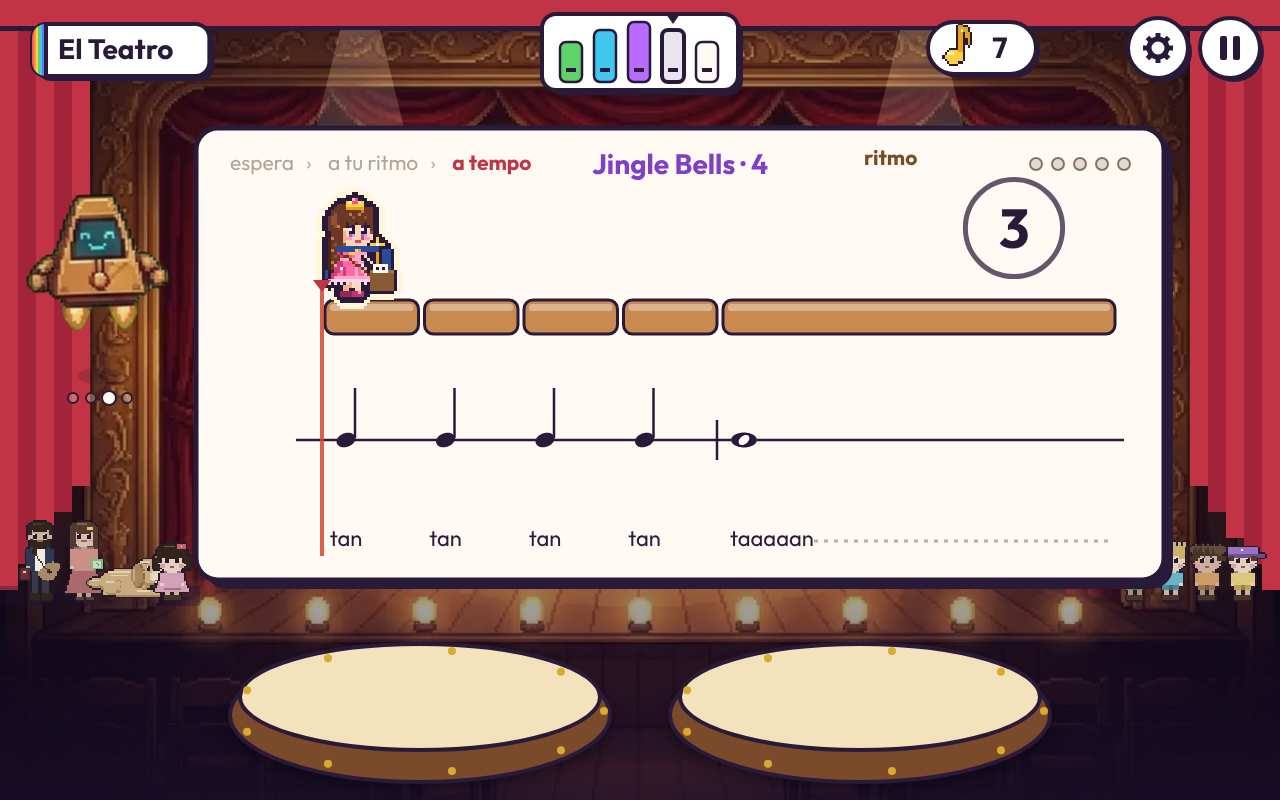 El Teatro
7
espera › a tu ritmo › a tempo
Jingle Bells · 4
ritmo
3
tan tan tan tan taaaaan